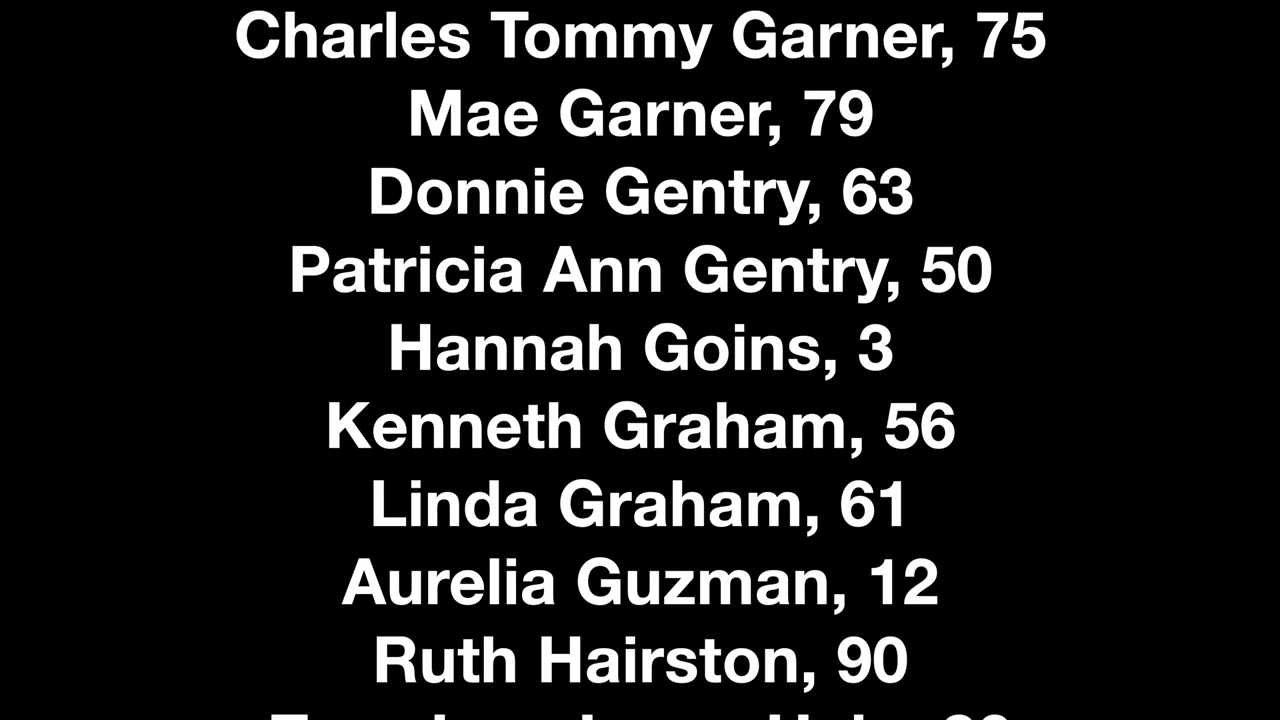 Charles Tommy Garner, 75
Mae Garner, 79
Donnie Gentry, 63
Patricia Ann Gentry, 50
Hannah Goins, 3
Kenneth Graham, 56
Linda Graham, 61
Aurelia Guzman, 12
Ruth Hairston, 90